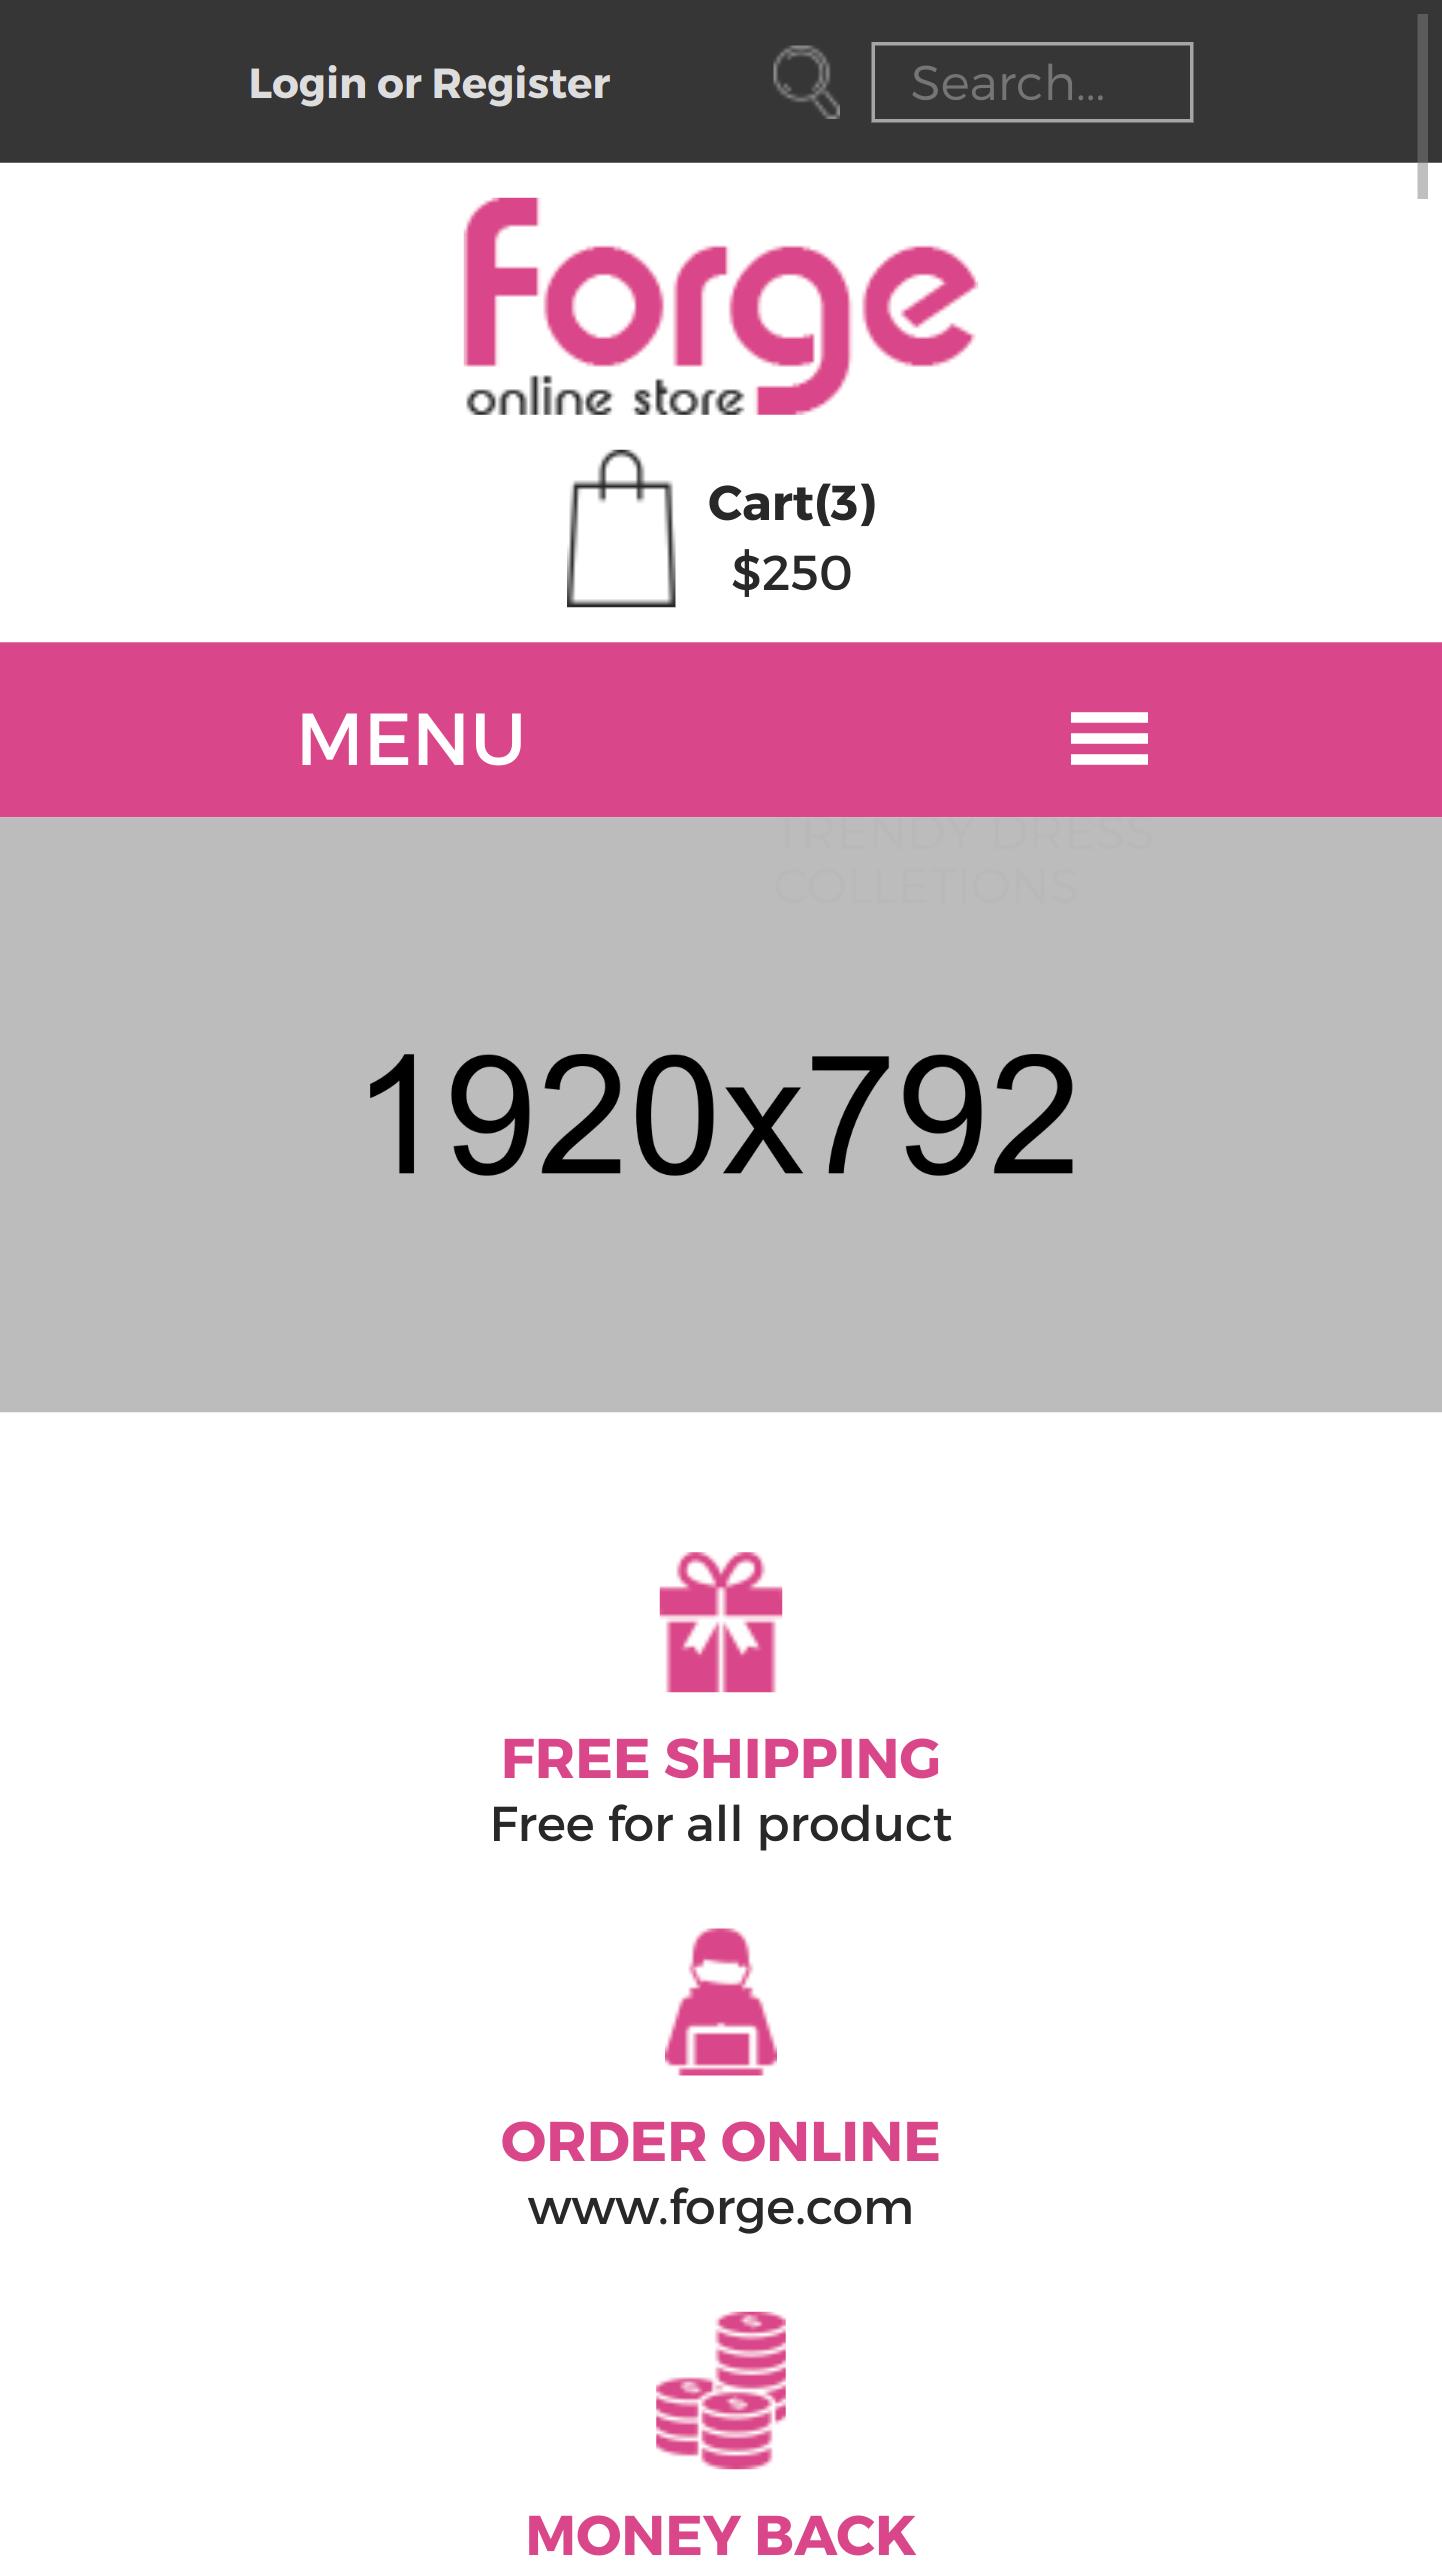 Login or Register
Search...
Forge
online store
Cart(3)
$250
MENU
TRENDY DRESS
COLLETIONS
1920x792
FREE SHIPPING
Free for all product
ORDER ONLINE
www.forge.com
MONEY BACK